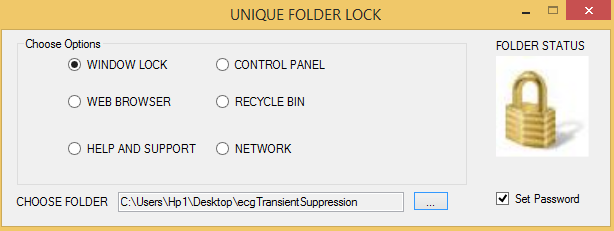 UNIQUE FOLDER LOCK
Choose Options
FOLDER STATUS
WINDOW LOCK
CONTROL PANEL
WEB BROWSER
RECYCLE BIN
HELP AND SUPPORT
NETWORK
CHOOSE FOLDER
C:\Users\Hp1\Desktop\ecgTransientSuppression
...
Set Password